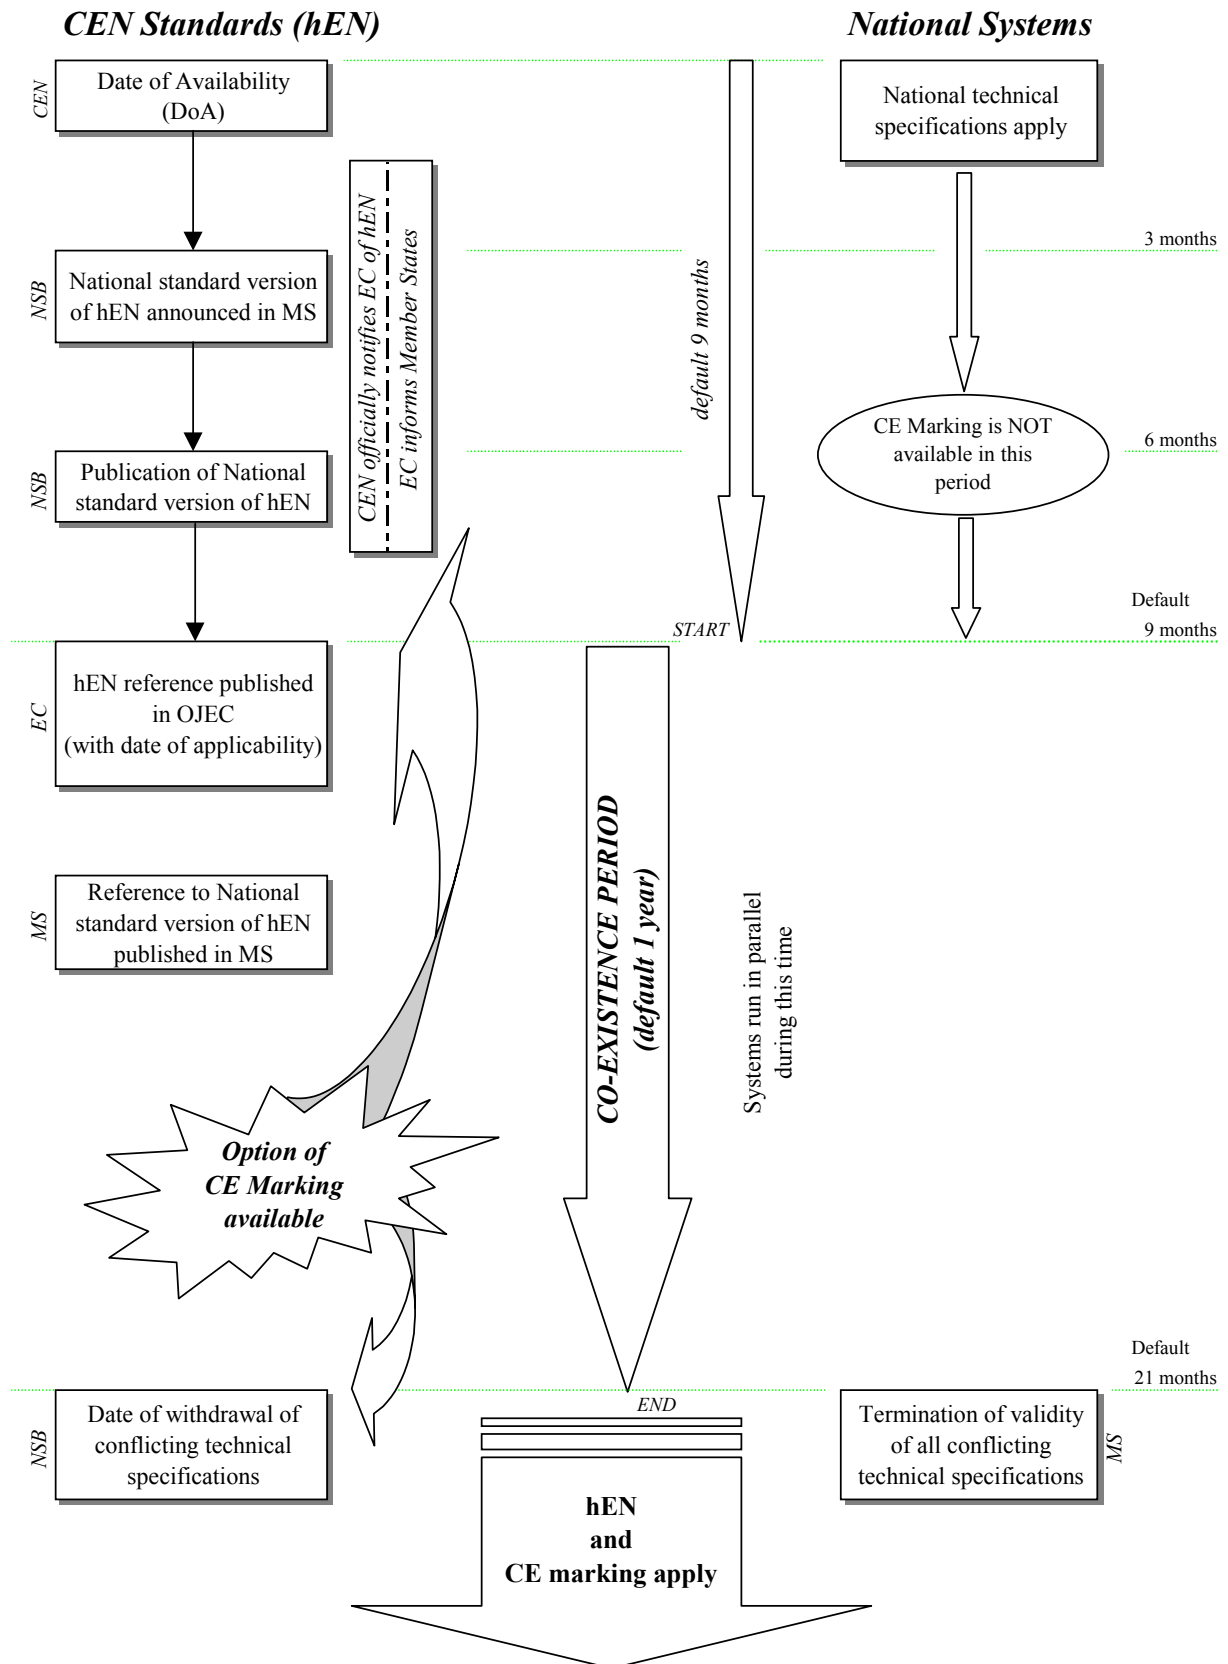 CEN Standards (hEN)
National Systems
CEN
Date of Availability
(DoA)
National technical
specifications apply
3 months
NSB
National standard version
of hEN announced in MS
CEN officially notifies EC of hEN
EC informs Member States
default 9 months
CE Marking is NOT
available in this
period
6 months
NSB
Publication of National
standard version of hEN
START
Default
9 months
EC
hEN reference published
in OJEC
(with date of applicability)
MS
Reference to National
standard version of hEN
published in MS
CO-EXISTENCE PERIOD
(default 1 year)
Systems run in parallel
during this time
Option of
CE Marking
available
Default
21 months
NSB
Date of withdrawal of
conflicting technical
specifications
END
Termination of validity
of all conflicting
technical specifications
MS
hEN
and
CE marking apply